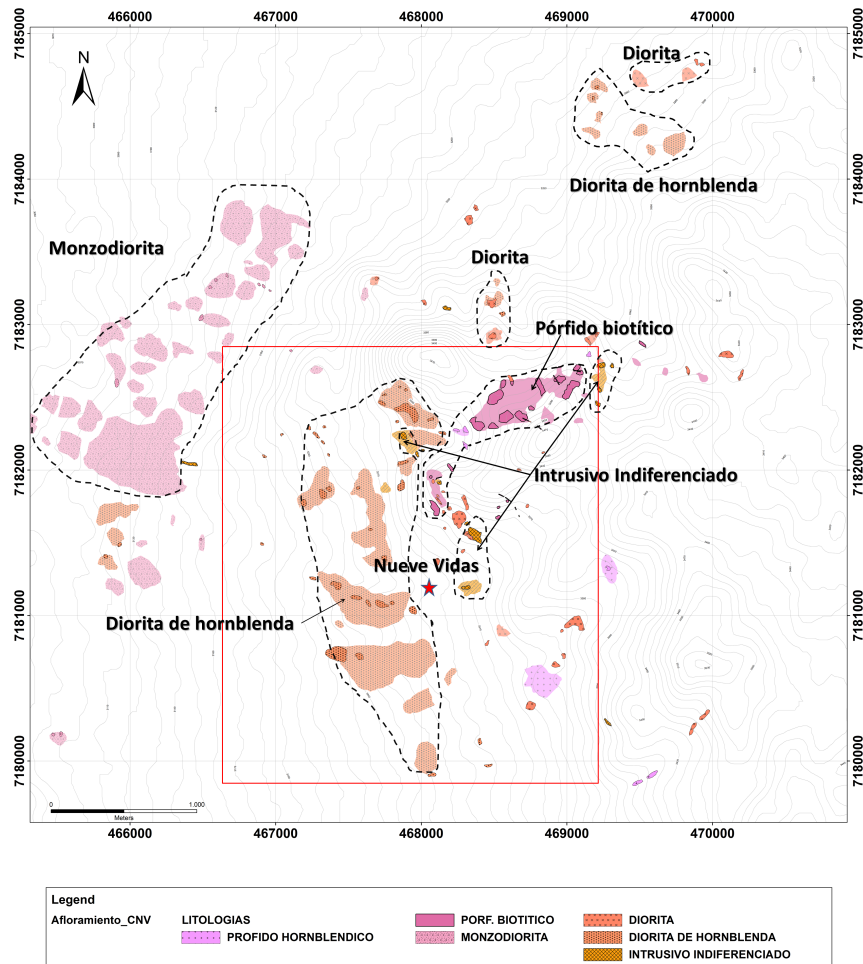 466000 467000 468000 469000 470000
7185000 7185000
N
Diorita
7184000 7184000
Diorita de hornblenda
Monzodiorita
Diorita
7183000 7183000
Pórfido biotítico
7182000 7182000
Intrusivo Indiferenciado
Nueve Vidas
7181000 7181000
Diorita de hornblenda
7180000 7180000
0 1.000
Meters
466000 467000 468000 469000 470000
Legend
Afloramiento_CNV
LITOLOGIAS
PROFIDO HORNBLENDICO
PORF. BIOTITICO
MONZODIORITA
DIORITA
DIORITA DE HORNBLENDA
INTRUSIVO INDIFERENCIADO